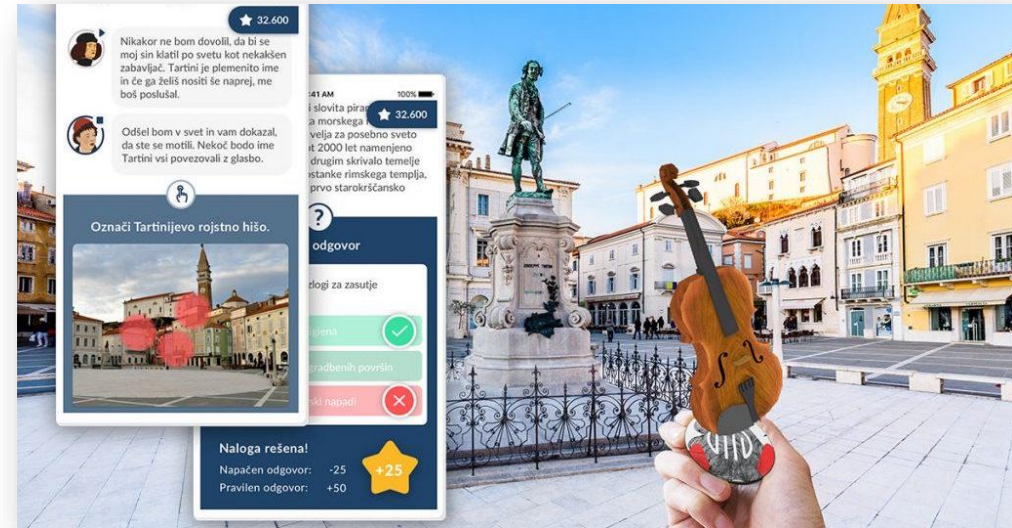 32.600
Nikakor ne bom dovolil, da bi se
moj sin klatil po svetu kot nekakšen
zabavljač. Tartini je plemenito ime
in če ga želiš nositi še naprej, me
boš poslušal.
Odšel bom v svet in vam dokazal,
da ste se motili. Nekoč bodo ime
Tartini vsi povezovali z glasbo.
Označi Tartinijevo rojstno hišo.
:41 AM
100%
32.600
i slovita
a morskega
velja za posebno sveto
at 2000 let namenjeno
drugim skrivalo temelje
ostanke rimskega templja,
prvo starokrščansko
?
odgovor
zlogi za zasutje
igiena
gradbenih površin
ski napadi
Naloga rešena!
Napačen odgovor: -25
Pravilen odgovor: +50
+25